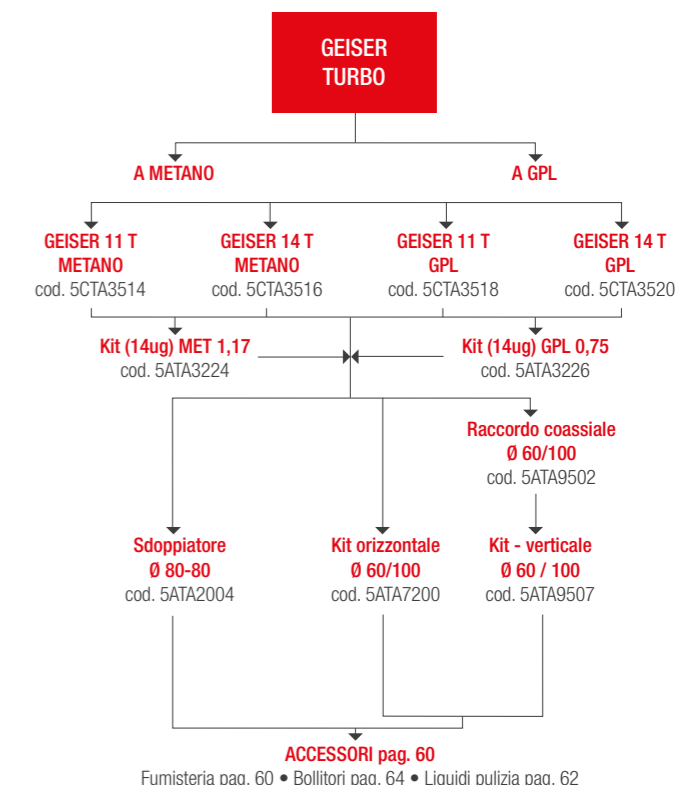 GEISER
TURBO
A METANO
A GPL
GEISER 11 T
METANO
cod. 5CTA3514
GEISER 14 T
METANO
cod. 5CTA3516
GEISER 11 T
GPL
cod. 5CTA3518
GEISER 14 T
GPL
cod. 5CTA3520
Kit (14ug) MET 1,17
cod. 5ATA3224
Kit (14ug) GPL 0,75
cod. 5ATA3226
Raccordo coassiale
Ø 60/100
cod. 5ATA9502
Sdoppiatore
Ø 80-80
cod. 5ATA2004
Kit orizzontale
Ø 60/100
cod. 5ATA7200
Kit - verticale
Ø 60 / 100
cod. 5ATA9507
ACCESSORI pag. 60
Fumisteria pag. 60 • Bollitori pag. 64 • Liquidi pulizia pag. 62